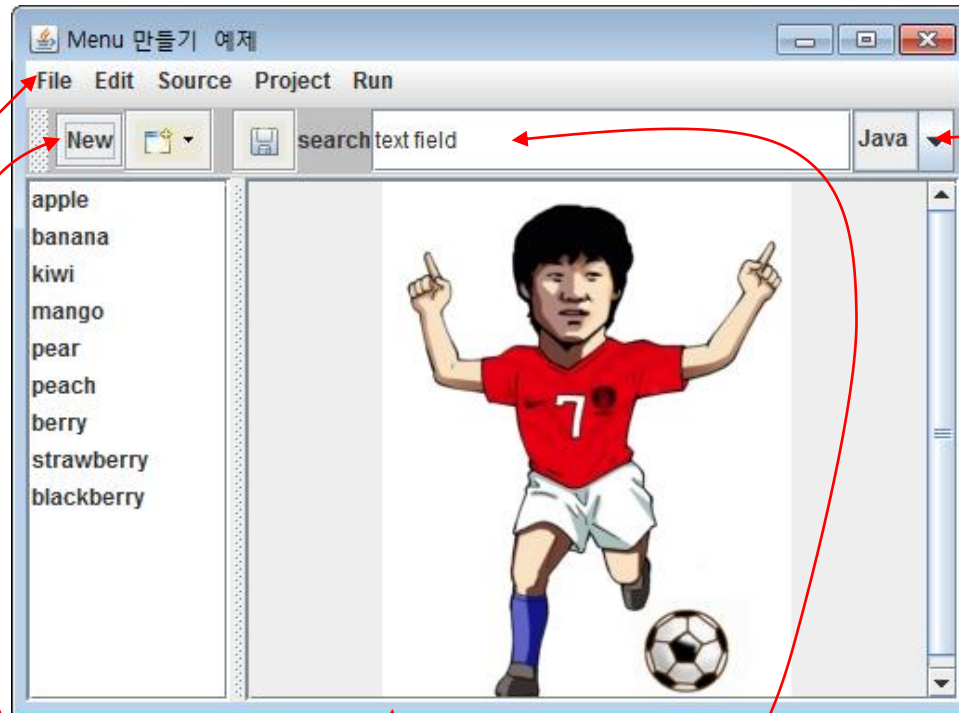 Menu 만들기 예제
File Edit Source Project Run
New search text field Java
apple
banana
kiwi
mango
pear
peach
berry
strawberry
blackberry
7